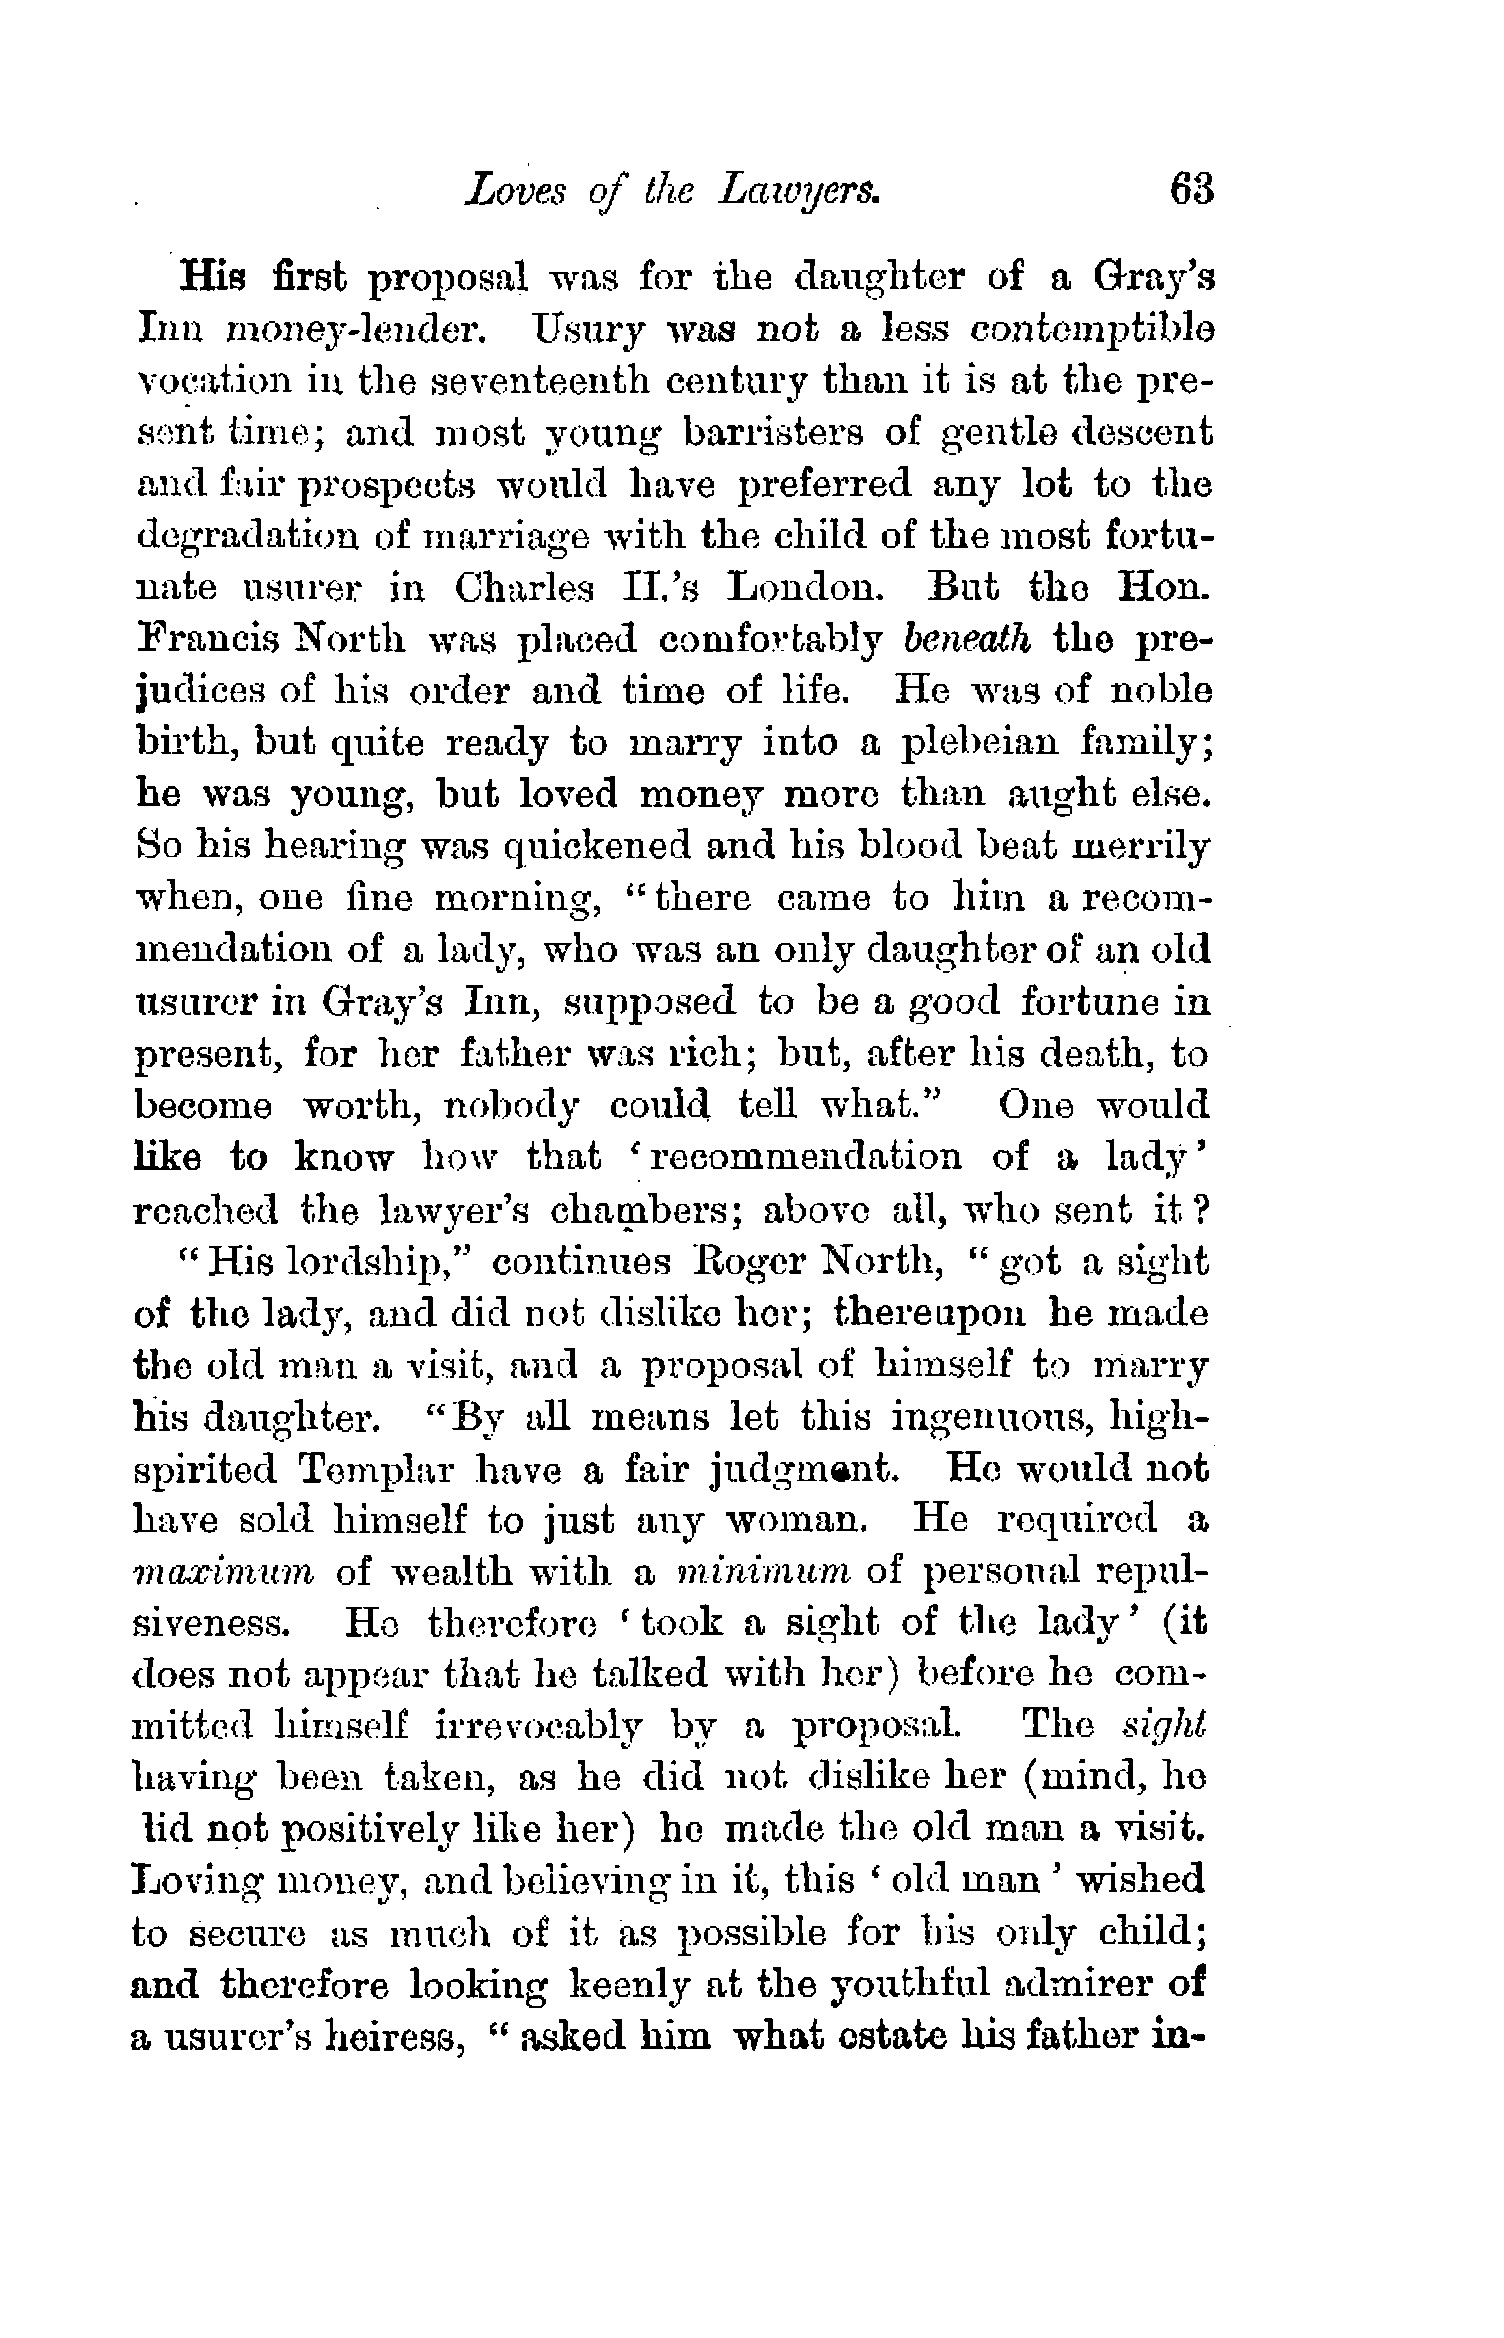 Loves of the Lawyers. 63
His first proposal was for the daughter of a Gray's
Inn money-lender. Usury was not a less contemptible
vocation in the seventeenth century than it is at the pre-
sent time; and most young barristers of gentle descent
and fair prospects would have preferred any lot to the
degradation of marriage with the child of the most fortu-
nate usurer in Charles II.'s London. But the Hon.
Francis North was placed comfortably beneath the pre-
judices of his order and time of life. He was of noble
birth, but quite ready to marry into a plebeian family;
he was young, but loved money more than aught else.
So his hearing was quickened and his blood beat merrily
when, one fine morning, “there came to him a recom-
mendation of a lady, who was an only daughter of an old
usurer in Gray's Inn, supposed to be a good fortune in
present, for her father was rich; but, after his death, to
become worth, nobody could tell what.” One would
like to know how that ‘recommendation of a lady’
reached the lawyer's chambers; above all, who sent it?
“His lordship,” continues Roger North, “got a sight
of the lady, and did not dislike her; thereupon he made
the old man a visit, and a proposal of himself to marry
his daughter. “By all means let this ingenuous, high-
spirited Templar have a fair judgment. He would not
have sold himself to just any woman. He required a
maximum of wealth with a minimum of personal repul-
siveness. He therefore ‘took a sight of the lady’ (it
does not appear that he talked with her) before he com-
mitted himself irrevocably by a proposal. The sight
having been taken, as he did not dislike her (mind, he
lid not positively like her) he made the old man a visit.
Loving money, and believing in it, this ‘old man’ wished
to secure as much of it as possible for his only child;
and therefore looking keenly at the youthful admirer of
a usurer's heiress, “asked him what estate his father in-